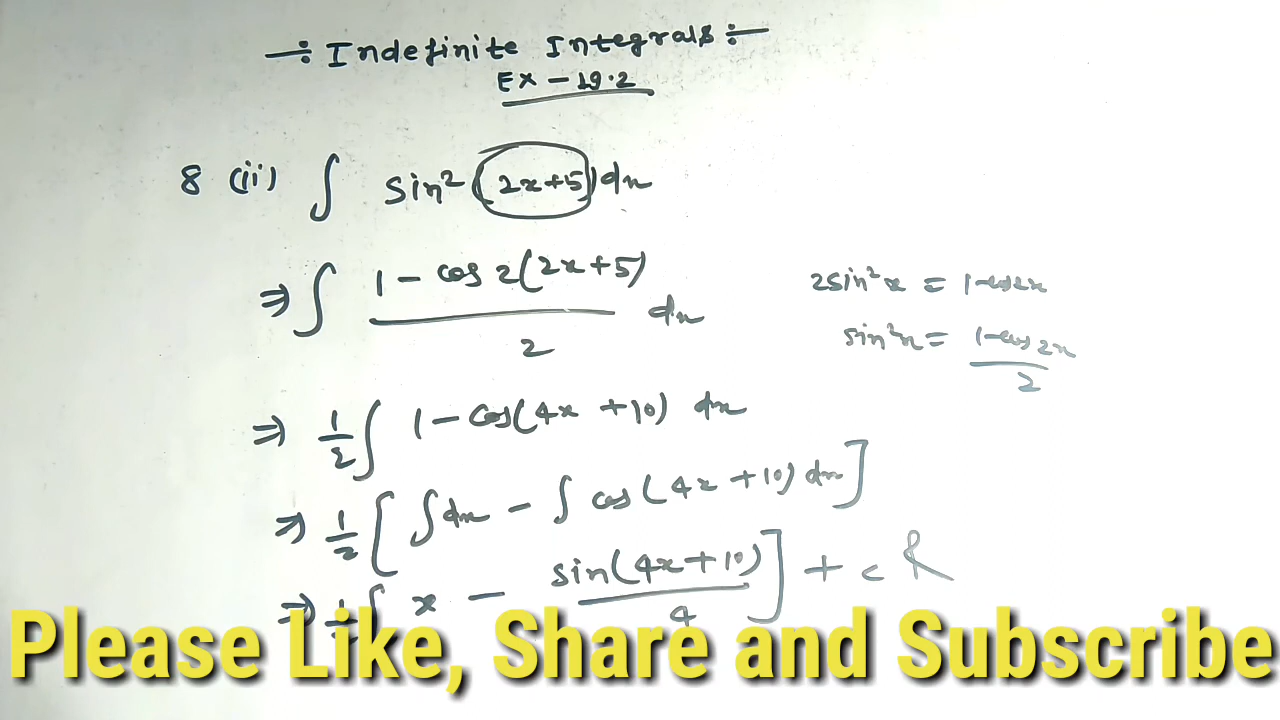 ÷ Indefinite Integrals ÷
EX - 19.2
8 (ii) ∫ sin² (2x+5) dx
⇒ ∫ 1 - cos 2(2x+5) / 2 dx
2sin²x = 1-cos2x
sin²x = 1-cos2x / 2
⇒ 1/2 ∫ 1 - cos(4x + 10) dx
⇒ 1/2 [ ∫ dx - ∫ cos(4x + 10) dx ]
⇒ 1/2 [ x - sin(4x+10) / 4 ] + c
Please Like, Share and Subscribe